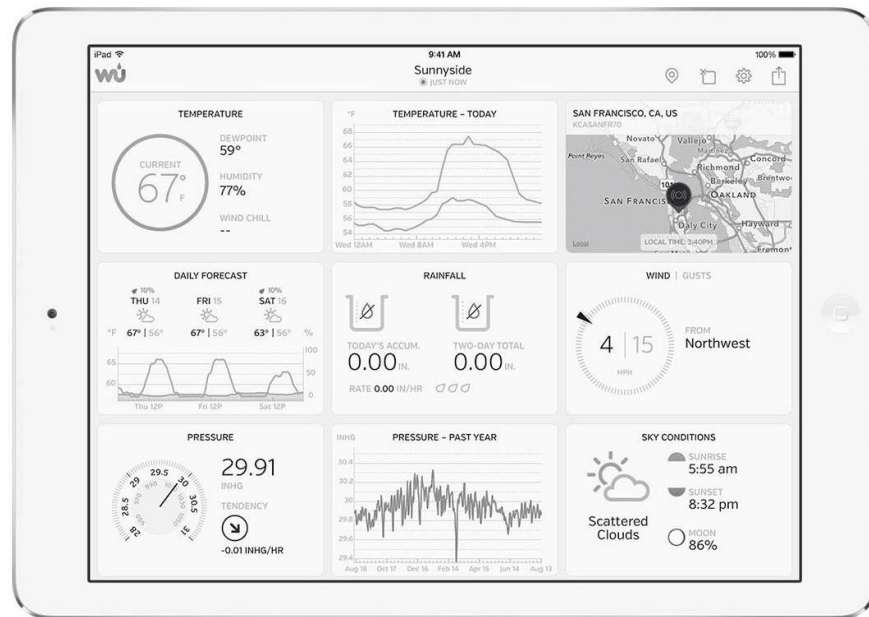 iPad
9:41 AM
100%
wu
Sunnyside
JUST NOW
TEMPERATURE
CURRENT
67°
F
DEWPOINT
59°
HUMIDITY
77%
WIND CHILL
--
TEMPERATURE – TODAY
°F
68
66
64
62
60
58
56
54
Wed 12AM Wed 8AM Wed 4PM
SAN FRANCISCO, CA, US
KCASANFR70
Novato
Vallejo
Point Reyes
San Rafael
Martinez
Concord
Richmond
Berkeley
Brentwoo
101
SAN FRANCIS
OAKLAND
Daly City
Hayward
Legal
LOCAL TIME: 3:40PM
Fremont
DAILY FORECAST
10% 10%
THU 14 FRI 15 SAT 16
°F 67° | 56° 67° | 56° 63° | 56° %
100
65
50
60
0
Thu 12P Fri 12P Sat 12P
RAINFALL
TODAY'S ACCUM.
0.00 IN.
TWO-DAY TOTAL
0.00 IN.
RATE 0.00 IN/HR
WIND | GUSTS
4 | 15
MPH
FROM
Northwest
PRESSURE
28 28.5 29 29.5 30 30.5 31
29.91
INHG
TENDENCY
-0.01 INHG/HR
PRESSURE – PAST YEAR
INHG
30.4
30.2
30
29.8
29.6
29.4
Aug 18 Oct 17 Dec 16 Feb 14 Apr 15 Jun 14 Aug 13
SKY CONDITIONS
Scattered
Clouds
SUNRISE
5:55 am
SUNSET
8:32 pm
MOON
86%